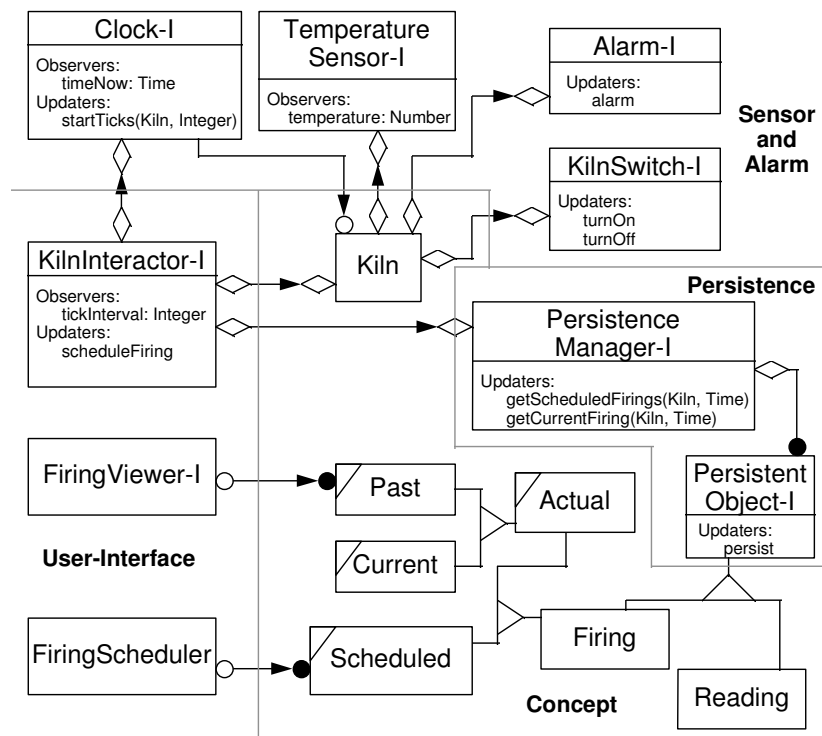 Clock-I
Observers:
timeNow: Time
Updaters:
startTicks(Kiln, Integer)
Temperature
Sensor-I
Observers:
temperature: Number
Alarm-I
Updaters:
alarm
Sensor
and
Alarm
KilnSwitch-I
Updaters:
turnOn
turnOff
KilnInteractor-I
Observers:
tickInterval: Integer
Updaters:
scheduleFiring
Kiln
Persistence
Persistence
Manager-I
Updaters:
getScheduledFirings(Kiln, Time)
getCurrentFiring(Kiln, Time)
FiringViewer-I
Past
Actual
Persistent
Object-I
Updaters:
persist
User-Interface
Current
FiringScheduler
Scheduled
Firing
Reading
Concept